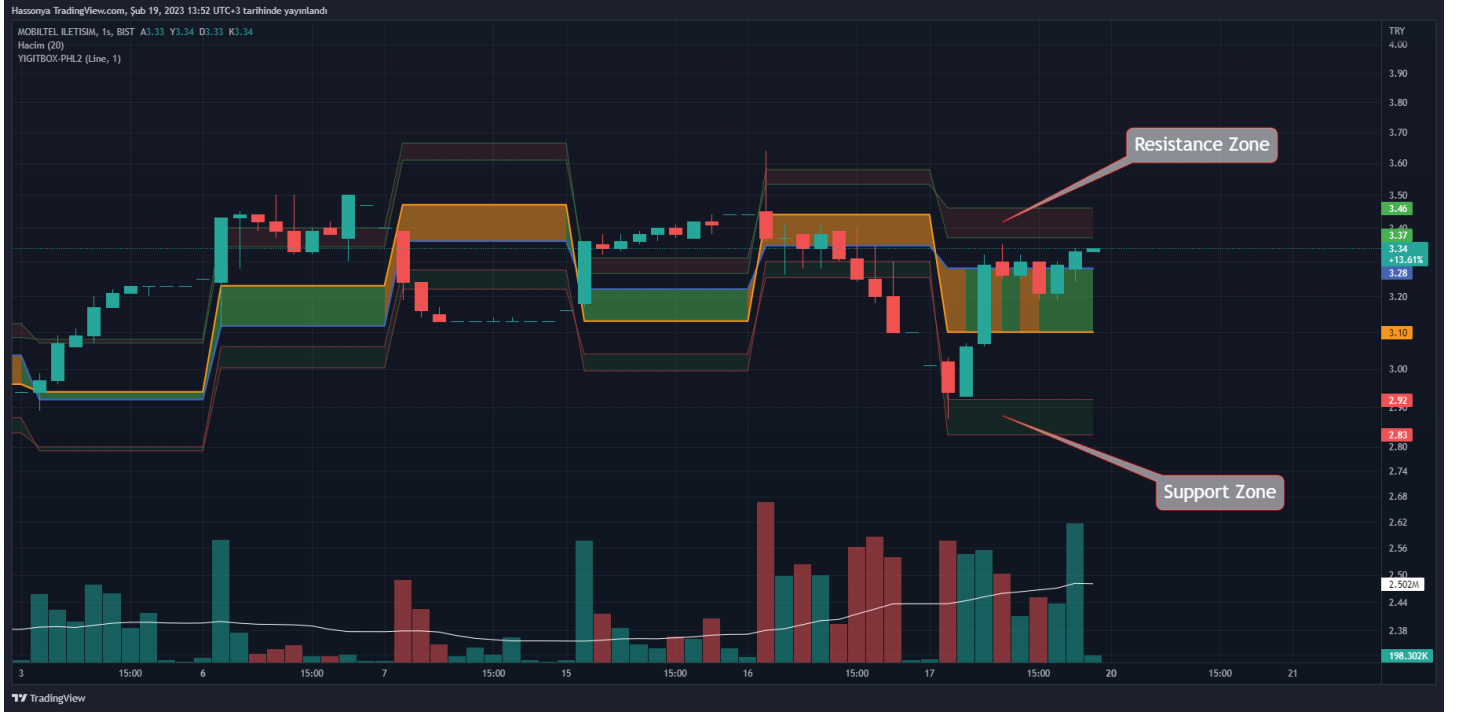 Hassonya TradingView.com, Şub 19, 2023 13:52 UTC+3 tarihinde yayınlandı
MOBILTEL ILETISIM, 1s, BIST A3.33 Y3.34 D3.33 K3.34
Hacim (20)
YIGITBOX-PHL2 (Line, 1)
TRY
4.00
3.90
3.80
3.70
Resistance Zone
3.60
3.50
3.46
3.40
3.37
3.34
+13.61%
3.28
3.20
3.10
3.00
2.92
2.90
2.83
2.80
2.74
Support Zone
2.68
2.62
2.56
2.50
2.502M
2.44
2.38
198.302K
3 15:00 6 15:00 7 15:00 15 15:00 16 15:00 17 15:00 20 15:00 21
TradingView